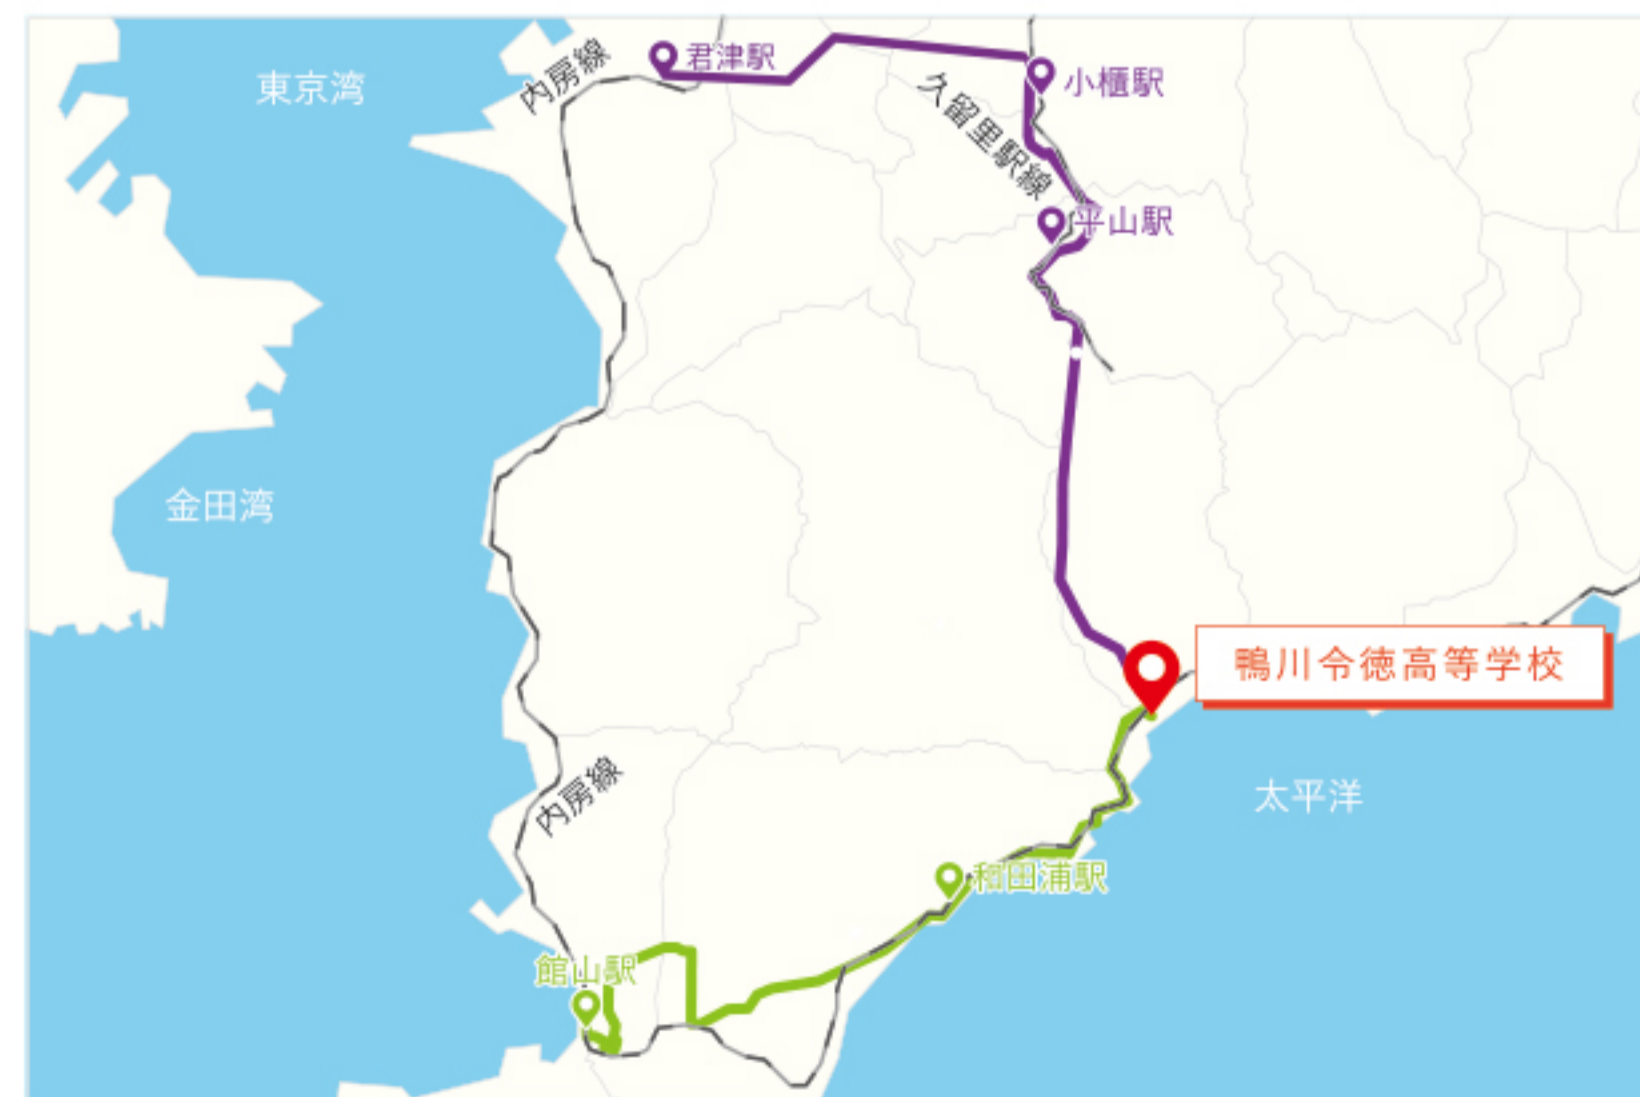 内房線
君津駅
小櫃駅
東京湾
久留里駅線
平山駅
金田湾
鴨川令徳高等学校
太平洋
内房線
和田浦駅
館山駅